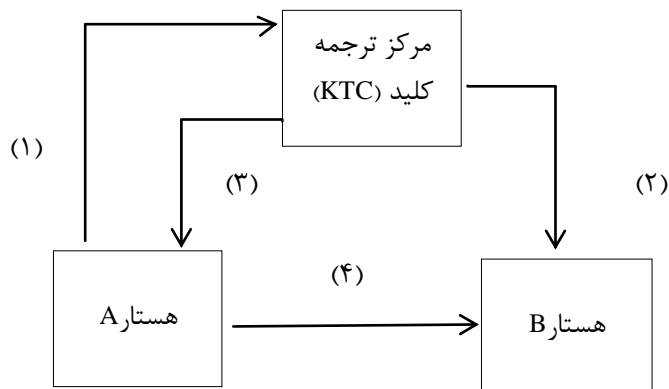 مرکز ترجمه
کلید (KTC)
(۱)
(۳)
(۲)
(۴)
هستارA
هستارB